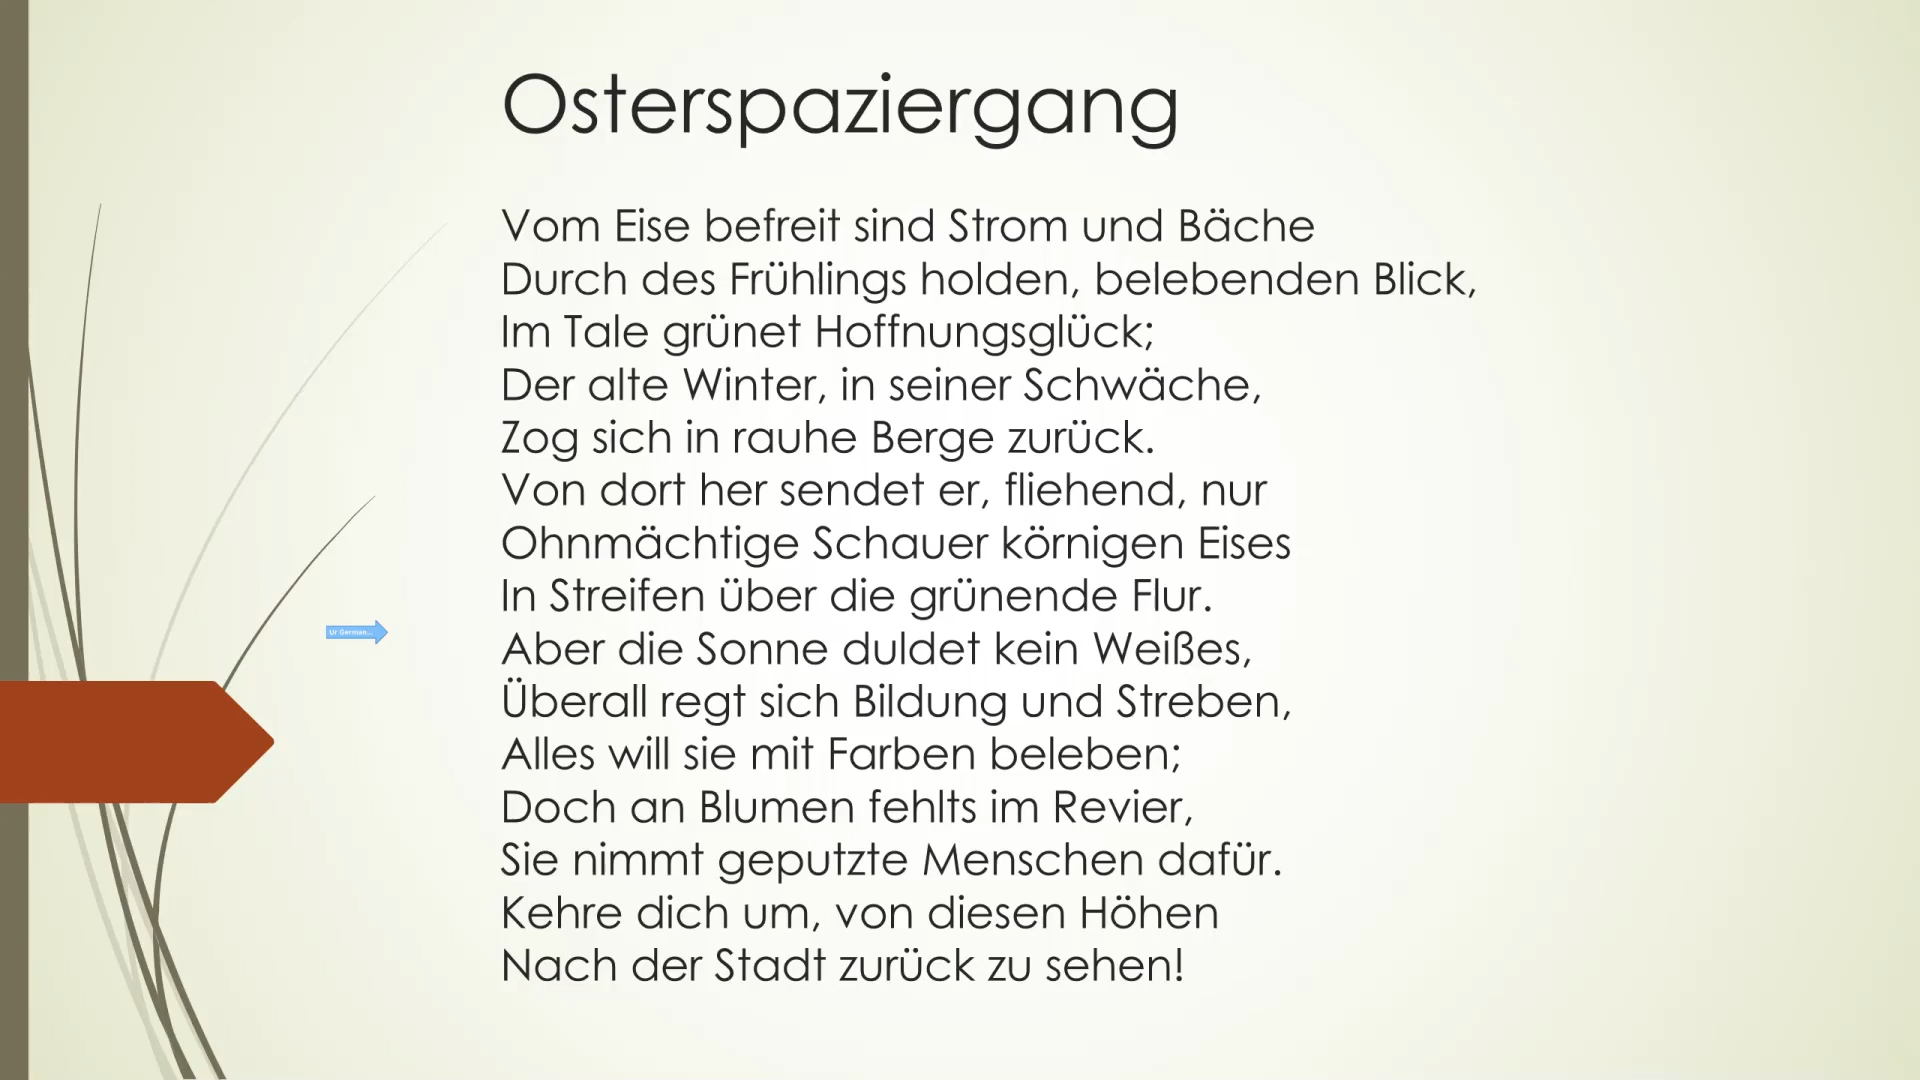 Osterspaziergang
Vom Eise befreit sind Strom und Bäche
Durch des Frühlings holden, belebenden Blick,
Im Tale grünet Hoffnungsglück;
Der alte Winter, in seiner Schwäche,
Zog sich in rauhe Berge zurück.
Von dort her sendet er, fliehend, nur
Ohnmächtige Schauer körnigen Eises
In Streifen über die grünende Flur.
Ur German...
Aber die Sonne duldet kein Weißes,
Überall regt sich Bildung und Streben,
Alles will sie mit Farben beleben;
Doch an Blumen fehlts im Revier,
Sie nimmt geputzte Menschen dafür.
Kehre dich um, von diesen Höhen
Nach der Stadt zurück zu sehen!